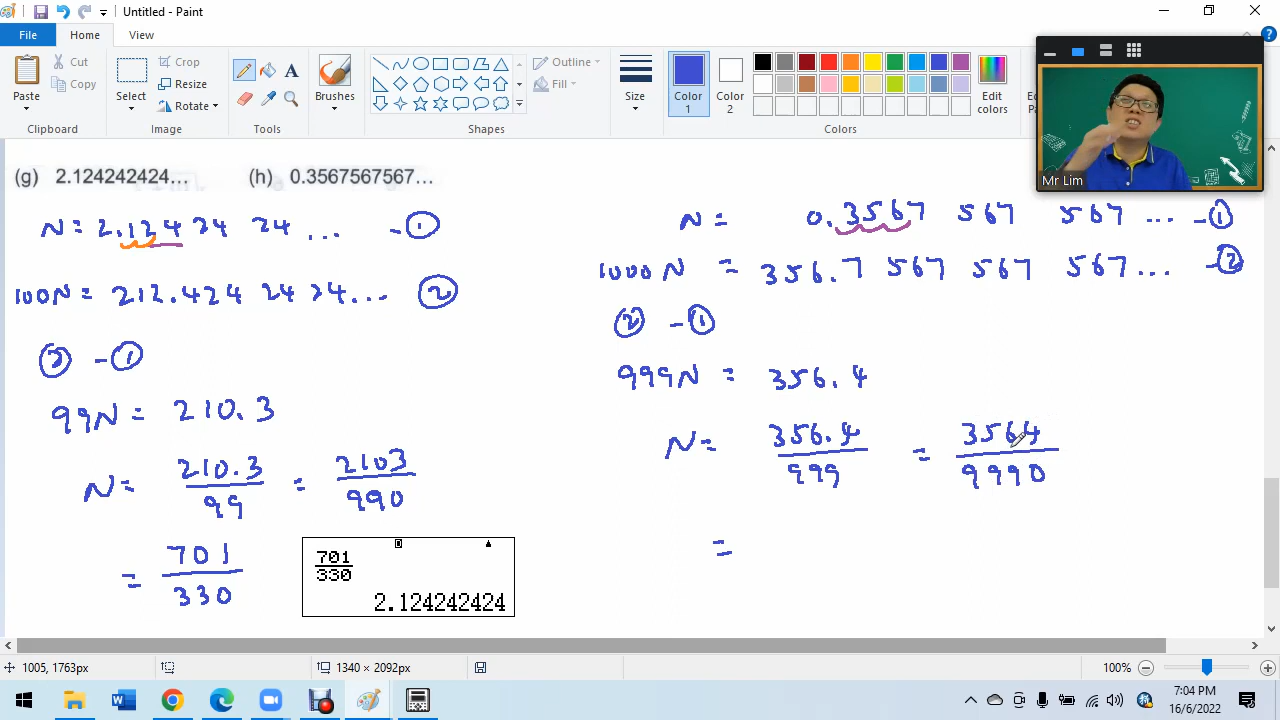 Untitled - Paint
File Home View
Paste Cut Copy Clipboard
Select Crop Resize Rotate Image
Tools
Brushes
Outline Fill Shapes
Size
Color 1 Color 2 Edit colors Colors
Mr Lim
(g) 2.124242424... (h) 0.3567567567...
N = 2.124 24 24 ... - ①
100N = 212.424 24 24... ②
② - ①
99N = 210.3
N = 210.3/99 = 2103/990
= 701/330
701/330
2.124242424
N = 0.3567 567 567 ... - ①
1000N = 356.7 567 567 567... - ②
② - ①
999N = 356.4
N = 356.4/999 = 3564/9990
=
1005, 1763px 1340 × 2092px 100%
7:04 PM
16/6/2022